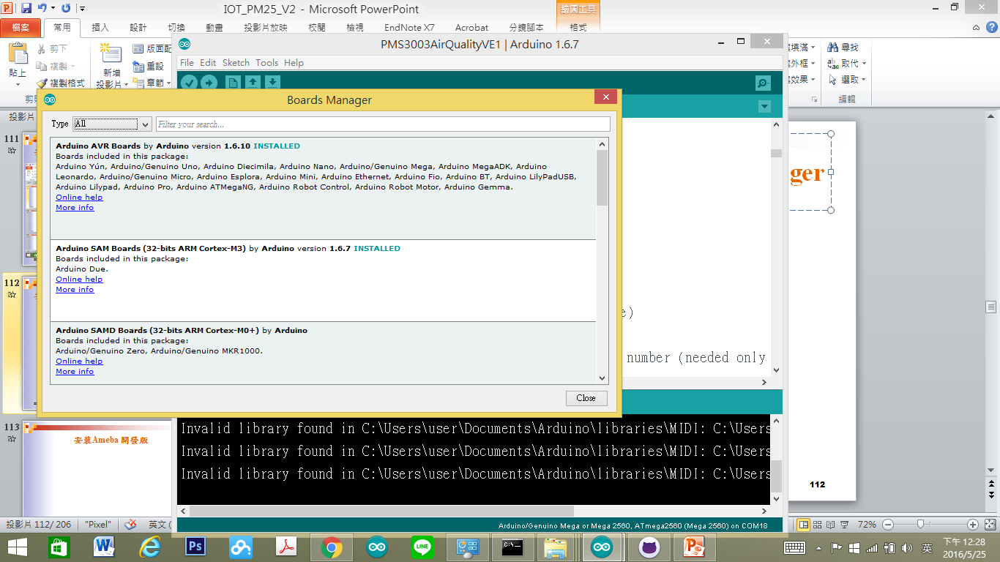 IOT_PM25_V2 - Microsoft PowerPoint
繪圖工具
檔案 常用 插入 設計 切換 動畫 投影片放映 校閱 檢視 EndNote X7 Acrobat 分鏡腳本 格式
貼上
剪下
複製
複製格式
新增
投影片
重設
章節
尋找
取代
選取
編輯
PMS3003AirQualityVE1 | Arduino 1.6.7
File Edit Sketch Tools Help
Boards Manager
Type All Filter your search...
Arduino AVR Boards by Arduino version 1.6.10 INSTALLED
Boards included in this package:
Arduino Yún, Arduino/Genuino Uno, Arduino Diecimila, Arduino Nano, Arduino/Genuino Mega, Arduino MegaADK, Arduino
Leonardo, Arduino/Genuino Micro, Arduino Esplora, Arduino Mini, Arduino Ethernet, Arduino Fio, Arduino BT, Arduino LilyPadUSB,
Arduino Lilypad, Arduino Pro, Arduino ATMegaNG, Arduino Robot Control, Arduino Robot Motor, Arduino Gemma.
Online help
More info
Arduino SAM Boards (32-bits ARM Cortex-M3) by Arduino version 1.6.7 INSTALLED
Boards included in this package:
Arduino Due.
Online help
More info
Arduino SAMD Boards (32-bits ARM Cortex-M0+) by Arduino
Boards included in this package:
Arduino/Genuino Zero, Arduino/Genuino MKR1000.
Online help
More info
Close
ger
e)
number (needed only
投影片
111
112
113
安裝Ameba 開發版
Invalid library found in C:\Users\user\Documents\Arduino\libraries\MIDI: C:\Users
Invalid library found in C:\Users\user\Documents\Arduino\libraries\MIDI: C:\Users
Invalid library found in C:\Users\user\Documents\Arduino\libraries\MIDI: C:\Users
112
Arduino/Genuino Mega or Mega 2560, ATmega2560 (Mega 2560) on COM18
投影片 112/ 206 "Pixel" 英文 ( 72%
英
下午 12:28
2016/5/25